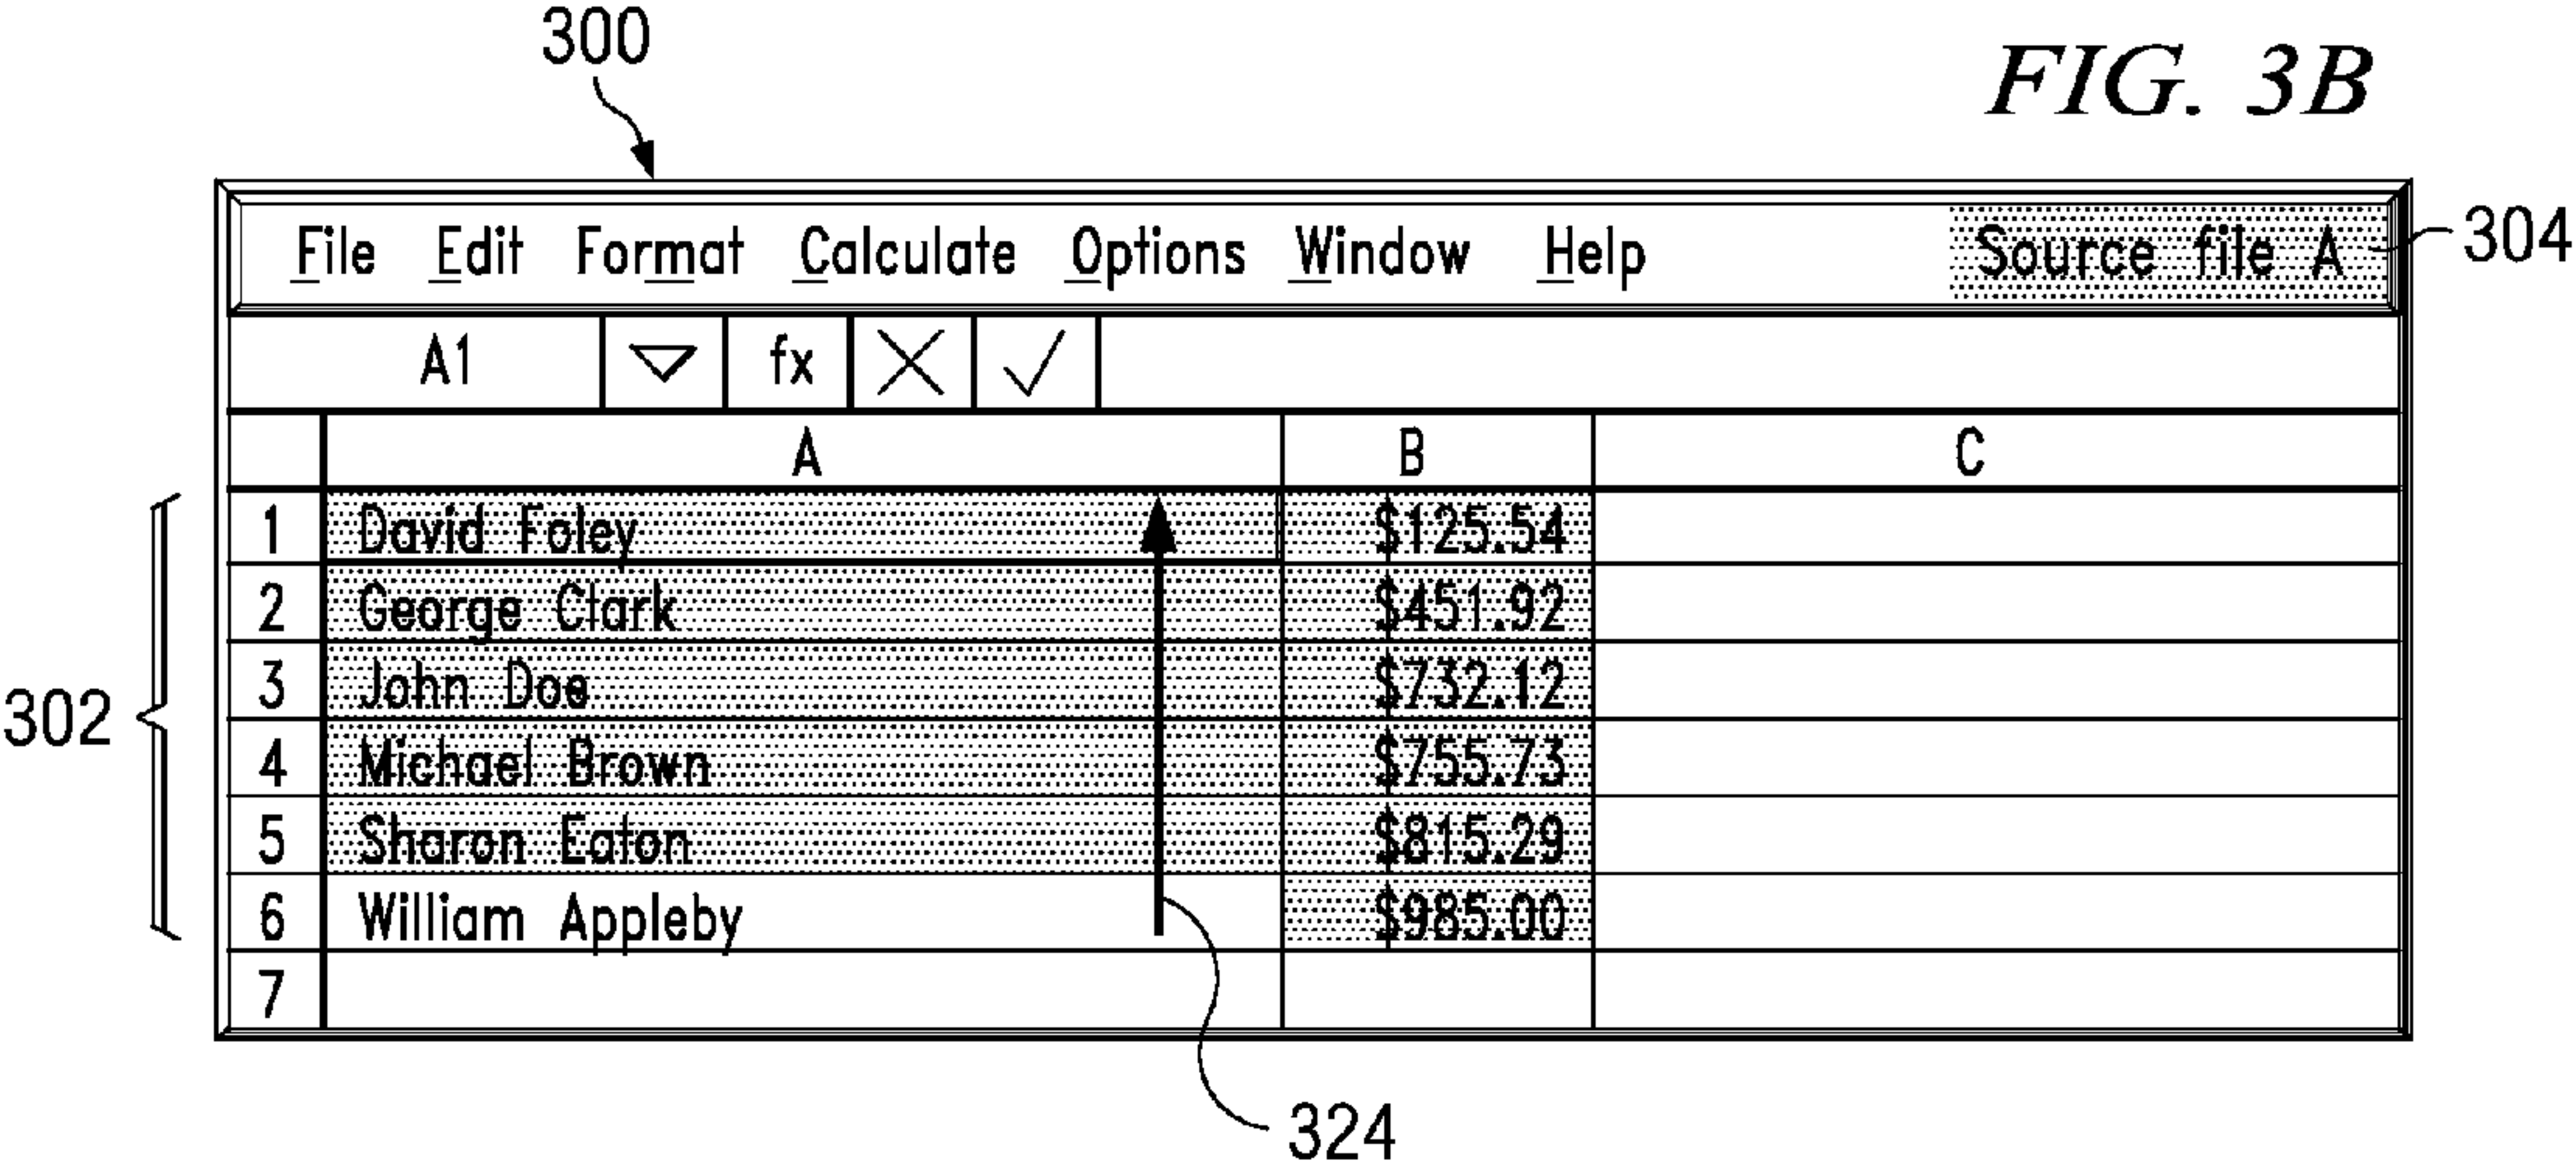 300
FIG. 3B
File Edit Format Calculate Options Window Help Source file A 304
A1 fx
A B C
1 David Foley $125.54
2 George Clark $451.92
3 John Doe $732.12
302
4 Michael Brown $755.73
5 Sharon Eaton $815.29
6 William Appleby $985.00
7
324